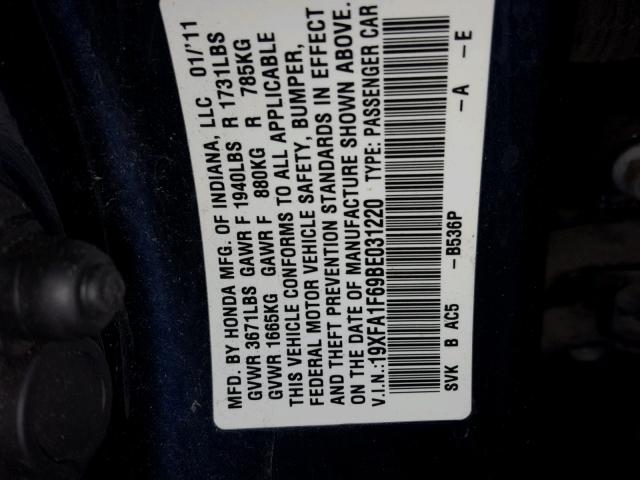 MFD. BY HONDA MFG. OF INDIANA, LLC 01/'11
GVWR 3671LBS GAWR F 1940LBS R 1731LBS
GVWR 1665KG GAWR F 880KG R 785KG
THIS VEHICLE CONFORMS TO ALL APPLICABLE
FEDERAL MOTOR VEHICLE SAFETY, BUMPER,
AND THEFT PREVENTION STANDARDS IN EFFECT
ON THE DATE OF MANUFACTURE SHOWN ABOVE.
V.I.N.:19XFA1F69BE031220 TYPE: PASSENGER CAR
SVK B AC5 -B536P -A -E